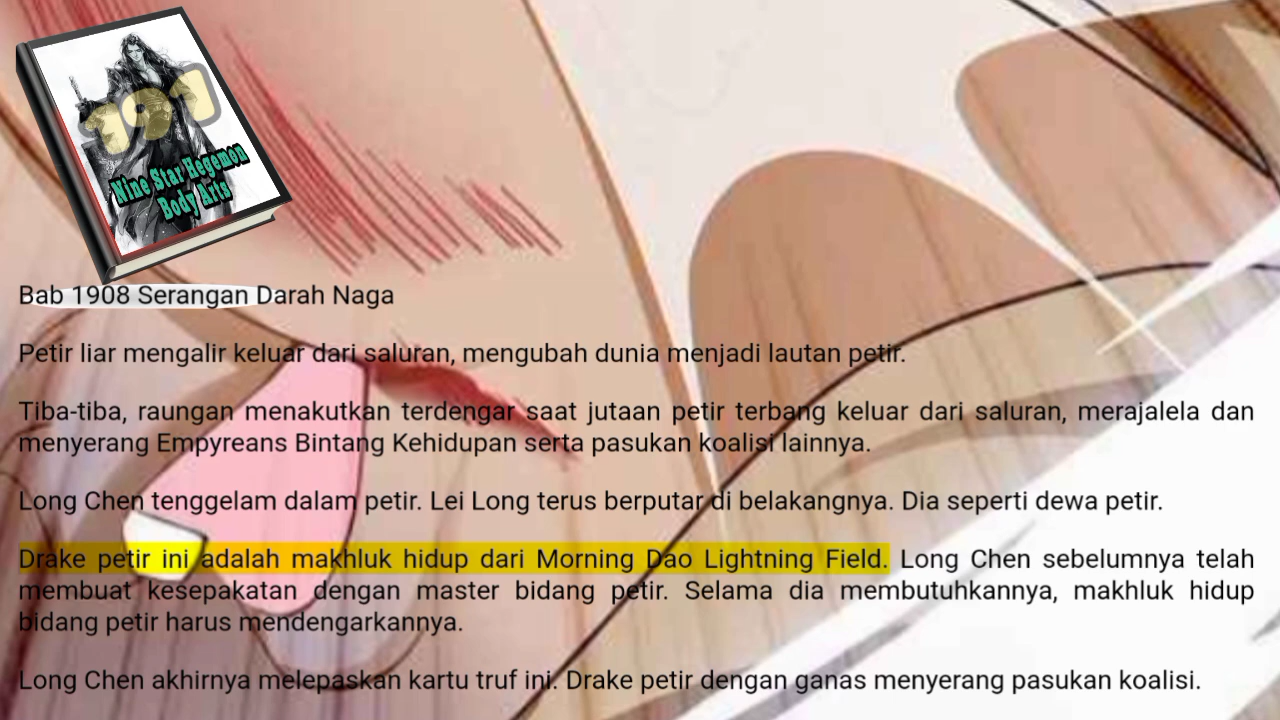 191
Nine Star Hegemon
Body Arts
Bab 1908 Serangan Darah Naga
Petir liar mengalir keluar dari saluran, mengubah dunia menjadi lautan petir.
Tiba-tiba, raungan menakutkan terdengar saat jutaan petir terbang keluar dari saluran, merajalela dan
menyerang Empyreans Bintang Kehidupan serta pasukan koalisi lainnya.
Long Chen tenggelam dalam petir. Lei Long terus berputar di belakangnya. Dia seperti dewa petir.
Drake petir ini adalah makhluk hidup dari Morning Dao Lightning Field. Long Chen sebelumnya telah
membuat kesepakatan dengan master bidang petir. Selama dia membutuhkannya, makhluk hidup
bidang petir harus mendengarkannya.
Long Chen akhirnya melepaskan kartu truf ini. Drake petir dengan ganas menyerang pasukan koalisi.